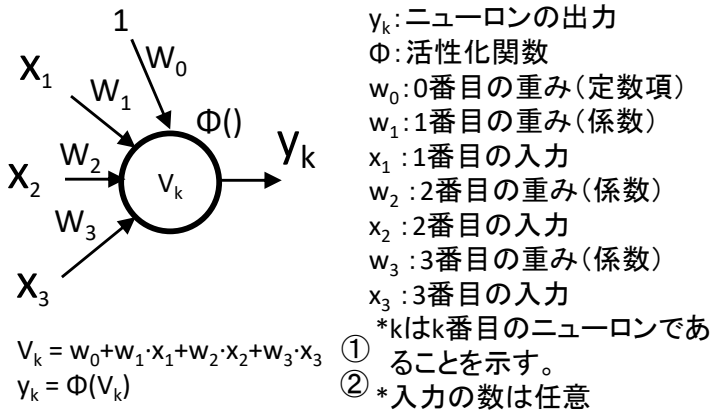 1
W₀
X₁
W₁
Φ()
X₂
W₂
Vₖ
yₖ
W₃
X₃
Vₖ = w₀+w₁·x₁+w₂·x₂+w₃·x₃ ①
yₖ = Φ(Vₖ) ②
yₖ:ニューロンの出力
Φ:活性化関数
w₀:0番目の重み(定数項)
w₁:1番目の重み(係数)
x₁:1番目の入力
w₂:2番目の重み(係数)
x₂:2番目の入力
w₃:3番目の重み(係数)
x₃:3番目の入力
*kはk番目のニューロンであ
ることを示す。
*入力の数は任意